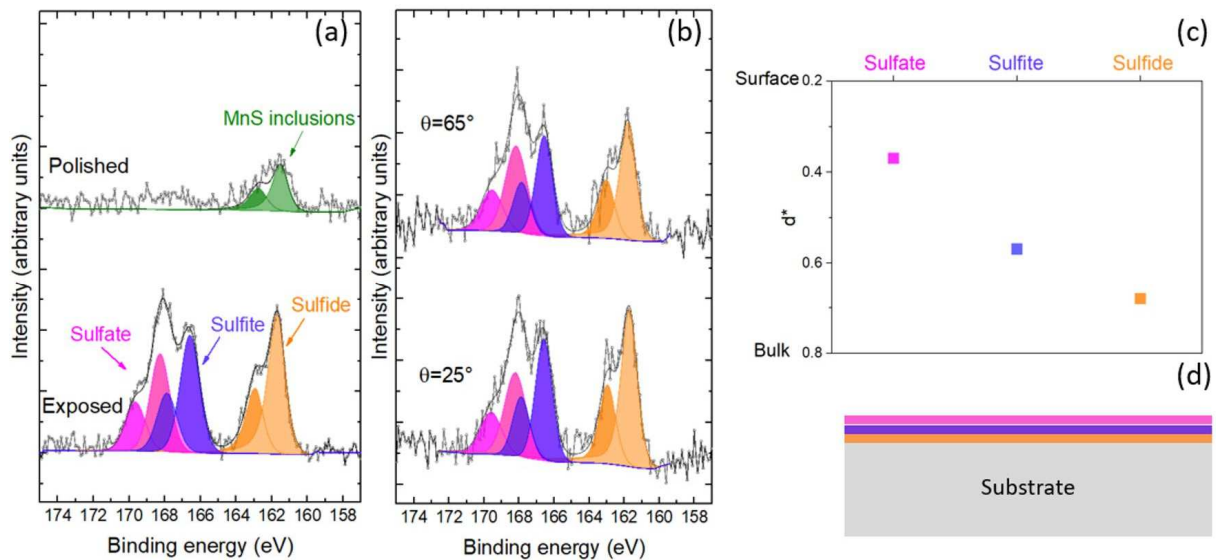 (a)
MnS inclusions
Polished
Sulfate
Sulfite
Sulfide
Exposed
Intensity (arbitrary units)
174 172 170 168 166 164 162 160 158
Binding energy (eV)
(b)
θ=65°
θ=25°
Intensity (arbitrary units)
174 172 170 168 166 164 162 160 158
Binding energy (eV)
(c)
Sulfate Sulfite Sulfide
Surface 0.2
0.4
d*
0.6
Bulk 0.8
(d)
Substrate